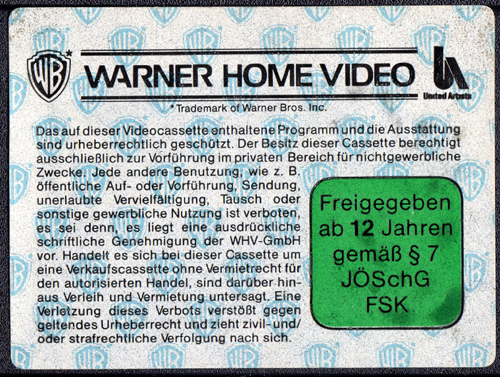 WB*
WARNER HOME VIDEO
United Artists
*Trademark of Warner Bros. Inc.
Das auf dieser Videocassette enthaltene Programm und die Ausstattung
sind urheberrechtlich geschützt. Der Besitz dieser Cassette berechtigt
ausschließlich zur Vorführung im privaten Bereich für nichtgewerbliche
Zwecke. Jede andere Benutzung, wie z. B.
öffentliche Auf- oder Vorführung, Sendung,
unerlaubte Vervielfältigung, Tausch oder
sonstige gewerbliche Nutzung ist verboten,
es sei denn, es liegt eine ausdrückliche
schriftliche Genehmigung der WHV-GmbH
vor. Handelt es sich bei dieser Cassette um
eine Verkaufscassette ohne Vermietrecht für
den autorisierten Handel, sind darüber hin-
aus Verleih und Vermietung untersagt. Eine
Verletzung dieses Verbots verstößt gegen
geltendes Urheberrecht und zieht zivil- und/
oder strafrechtliche Verfolgung nach sich.
Freigegeben
ab 12 Jahren
gemäß § 7
JÖSchG
FSK